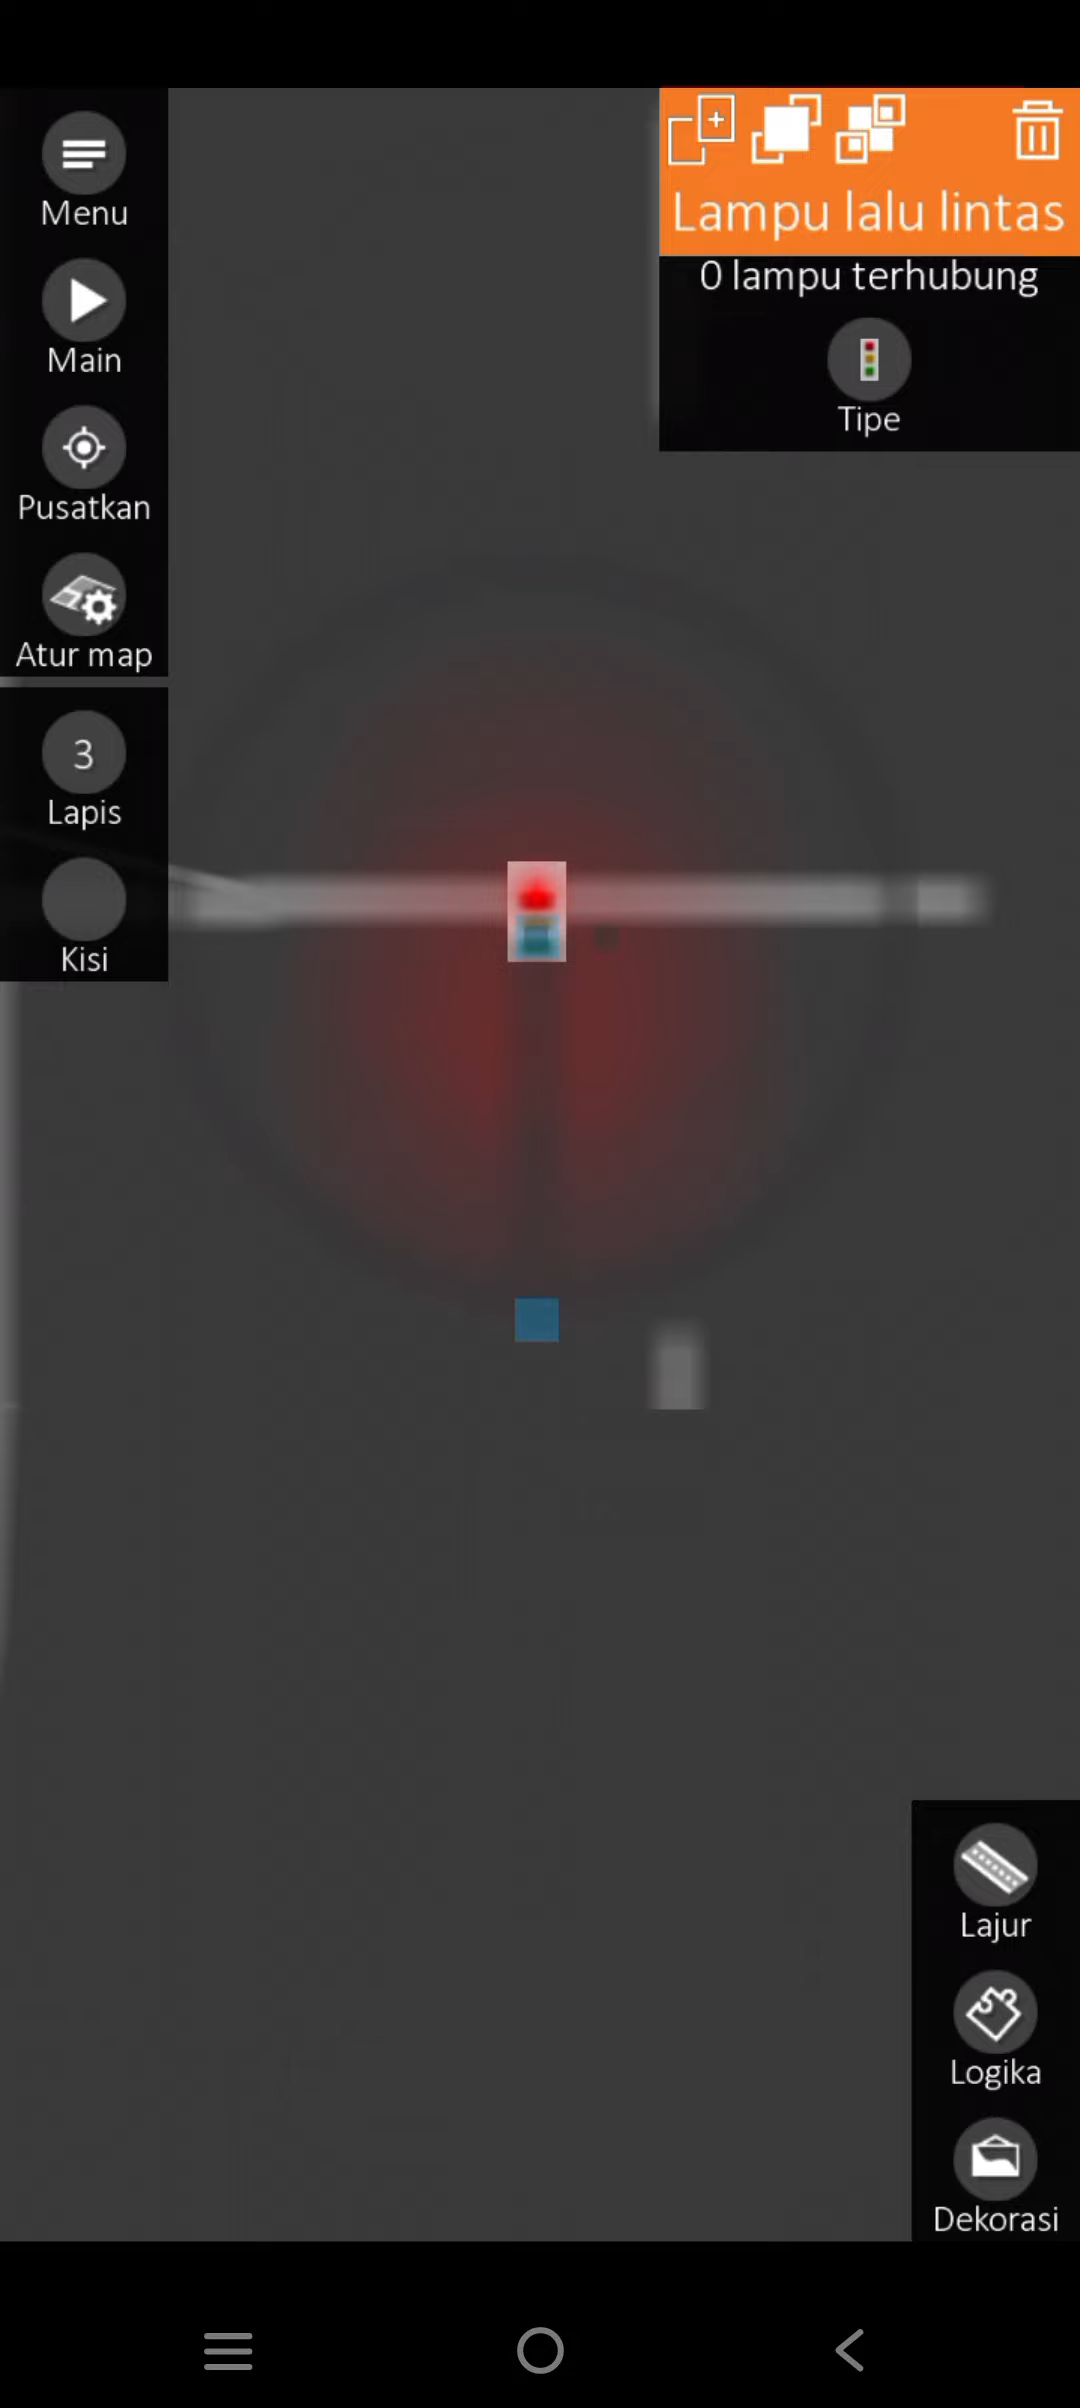 Menu
Main
Pusatkan
Atur map
3
Lapis
Kisi
Lampu lalu lintas
0 lampu terhubung
Tipe
Lajur
Logika
Dekorasi